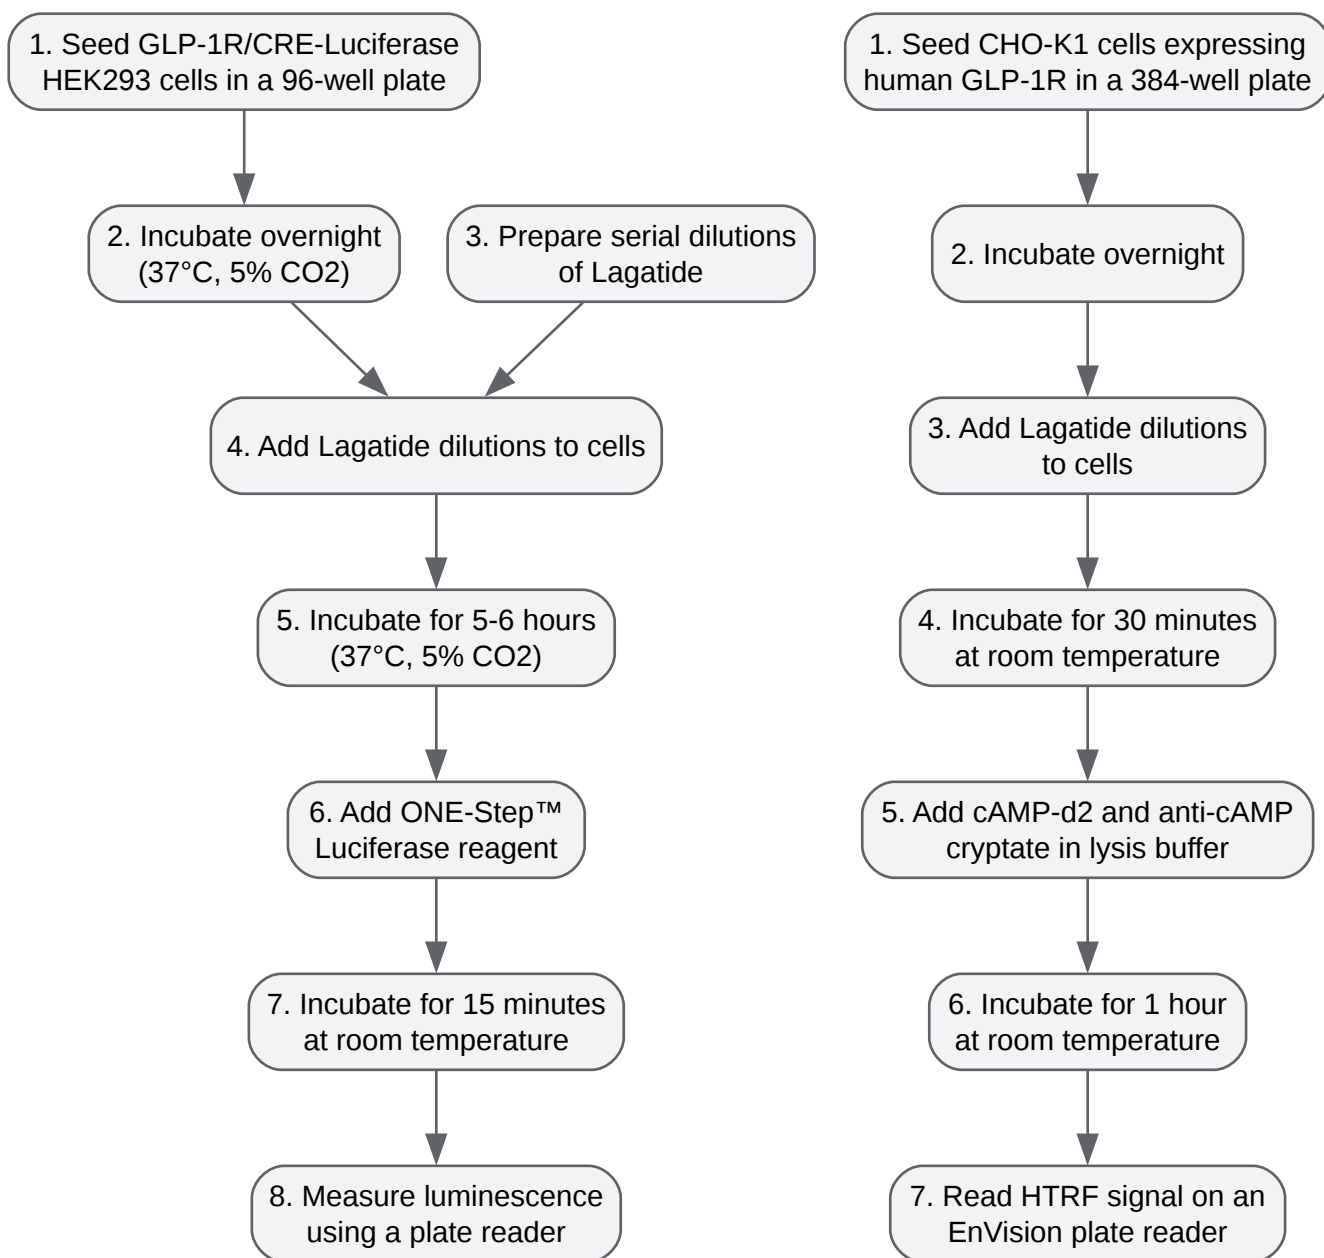 1. Seed GLP-1R/CRE-Luciferase
HEK293 cells in a 96-well plate
2. Incubate overnight
(37°C, 5% CO2)
3. Prepare serial dilutions
of Lagatide
4. Add Lagatide dilutions to cells
5. Incubate for 5-6 hours
(37°C, 5% CO2)
6. Add ONE-Step™
Luciferase reagent
7. Incubate for 15 minutes
at room temperature
8. Measure luminescence
using a plate reader
1. Seed CHO-K1 cells expressing
human GLP-1R in a 384-well plate
2. Incubate overnight
3. Add Lagatide dilutions
to cells
4. Incubate for 30 minutes
at room temperature
5. Add cAMP-d2 and anti-cAMP
cryptate in lysis buffer
6. Incubate for 1 hour
at room temperature
7. Read HTRF signal on an
EnVision plate reader